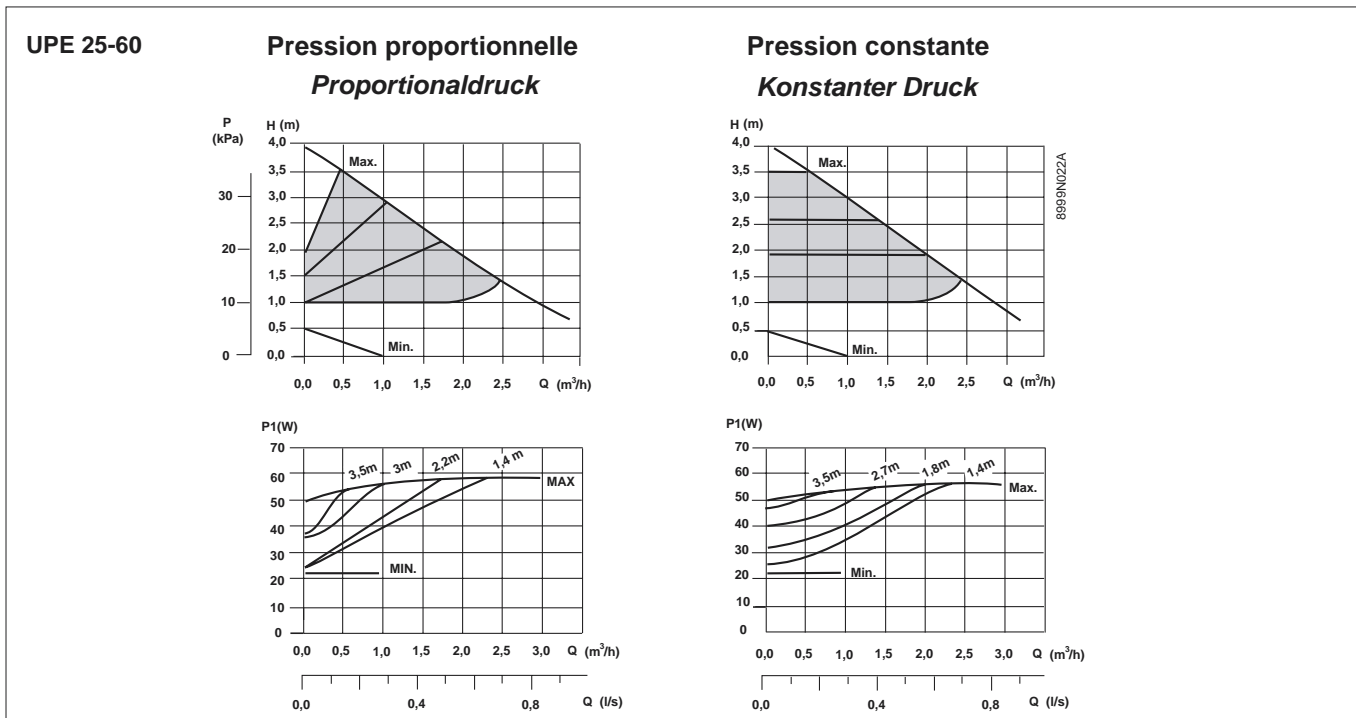 UPE 25-60
Pression proportionnelle
Proportionaldruck
Pression constante
Konstanter Druck
P
(kPa)
H (m)
4,0
3,5
3,0
2,5
2,0
1,5
1,0
0,5
0,0
30
20
10
0
Max.
Min.
0,0 0,5 1,0 1,5 2,0 2,5 Q (m³/h)
H (m)
4,0
3,5
3,0
2,5
2,0
1,5
1,0
0,5
0,0
Max.
Min.
0,0 0,5 1,0 1,5 2,0 2,5 Q (m³/h)
8999N022A
P1(W)
70
60
50
40
30
20
10
0
3,5m 3m 2,2m 1,4 m
MAX
MIN.
0,0 0,5 1,0 1,5 2,0 2,5 3,0 Q (m³/h)
0,0 0,4 0,8 Q (l/s)
P1(W)
70
60
50
40
30
20
10
0
3,5m 2,7m 1,8m 1,4m
Max.
Min.
0,0 0,5 1,0 1,5 2,0 2,5 3,0 Q (m³/h)
0,0 0,4 0,8 Q (l/s)